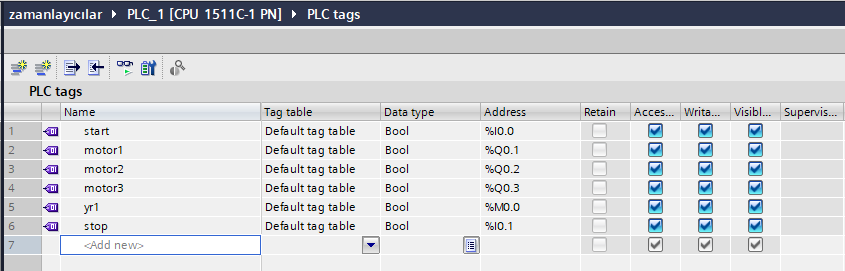 zamanlayıcılar ▸ PLC_1 [CPU 1511C-1 PN] ▸ PLC tags
PLC tags
Name Tag table Data type Address Retain Acces... Writa... Visibl... Supervis...
1 start Default tag table Bool %I0.0
2 motor1 Default tag table Bool %Q0.1
3 motor2 Default tag table Bool %Q0.2
4 motor3 Default tag table Bool %Q0.3
5 yr1 Default tag table Bool %M0.0
6 stop Default tag table Bool %I0.1
7 <Add new>